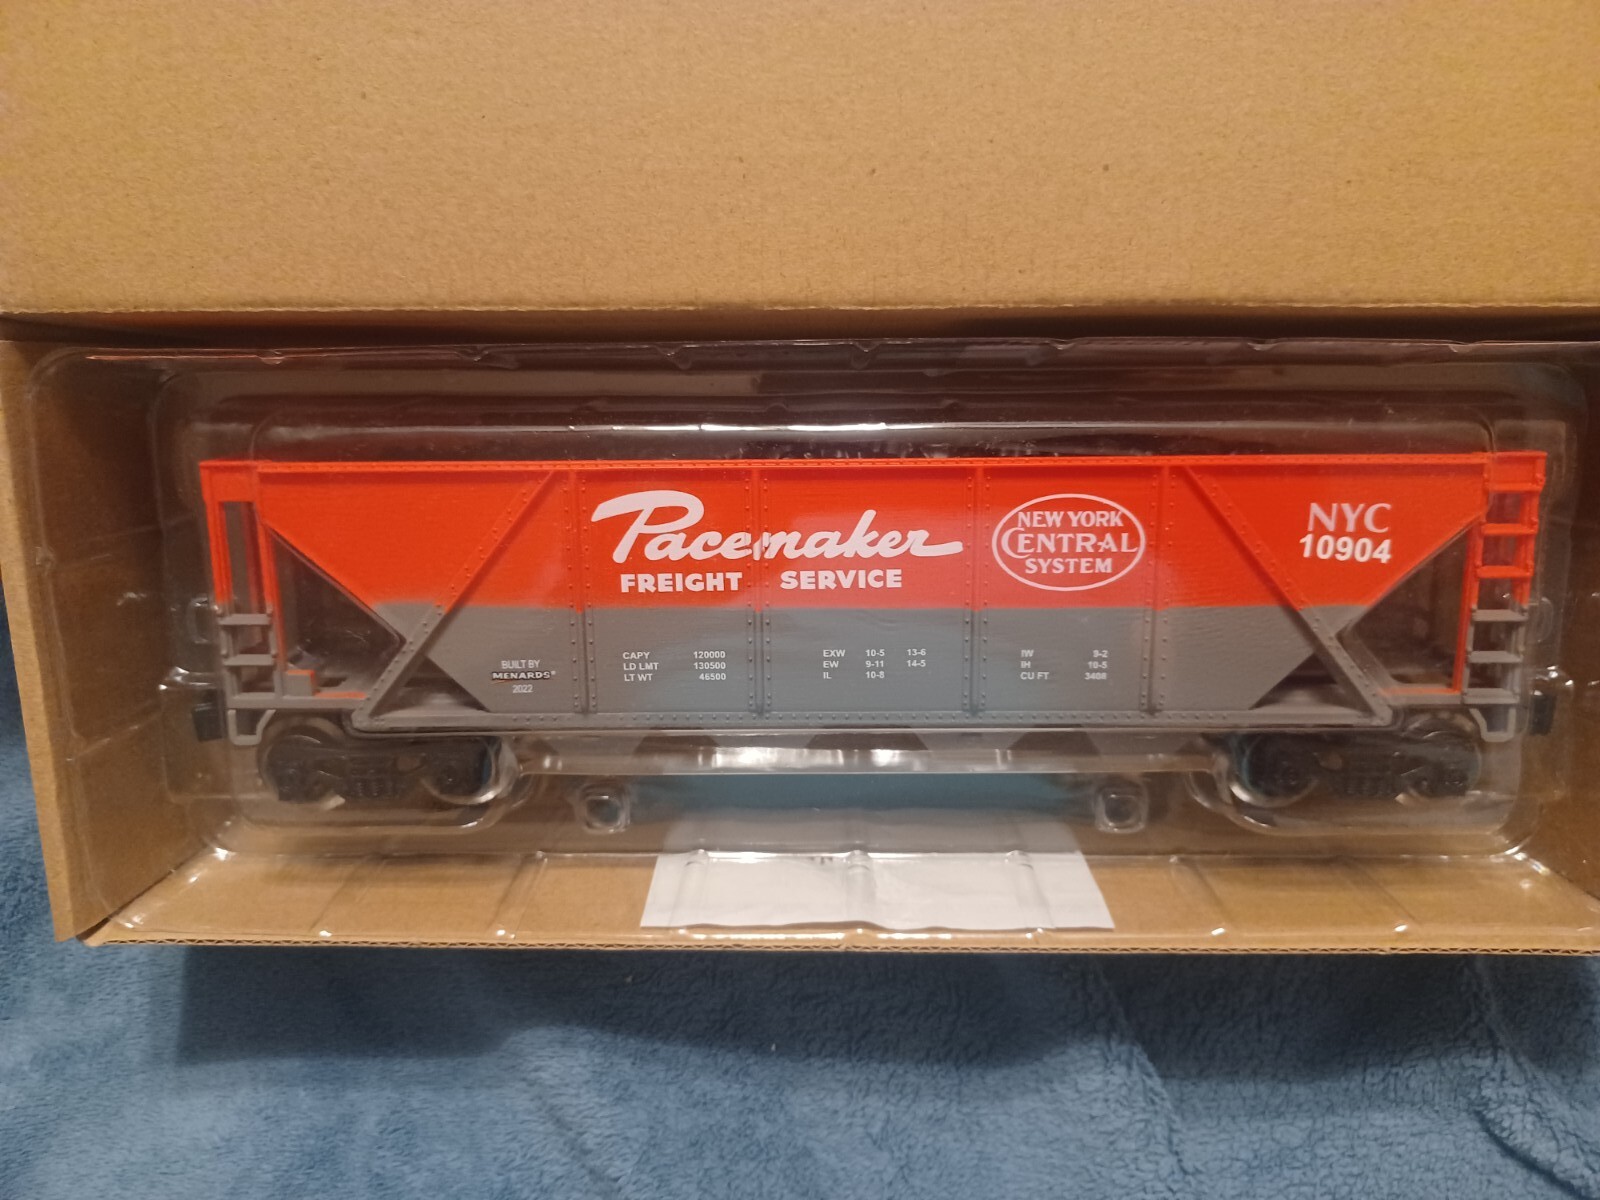 Pacemaker
FREIGHT SERVICE
NEW YORK
CENTRAL
SYSTEM
NYC
10904
BUILT BY
MENARDS®
2022
CAPY 120000
LD LMT 130500
LT WT 46500
EXW 10-5 13-6
EW 9-11 14-5
IL 10-8
IW 9-2
IH 10-5
CU FT 3408